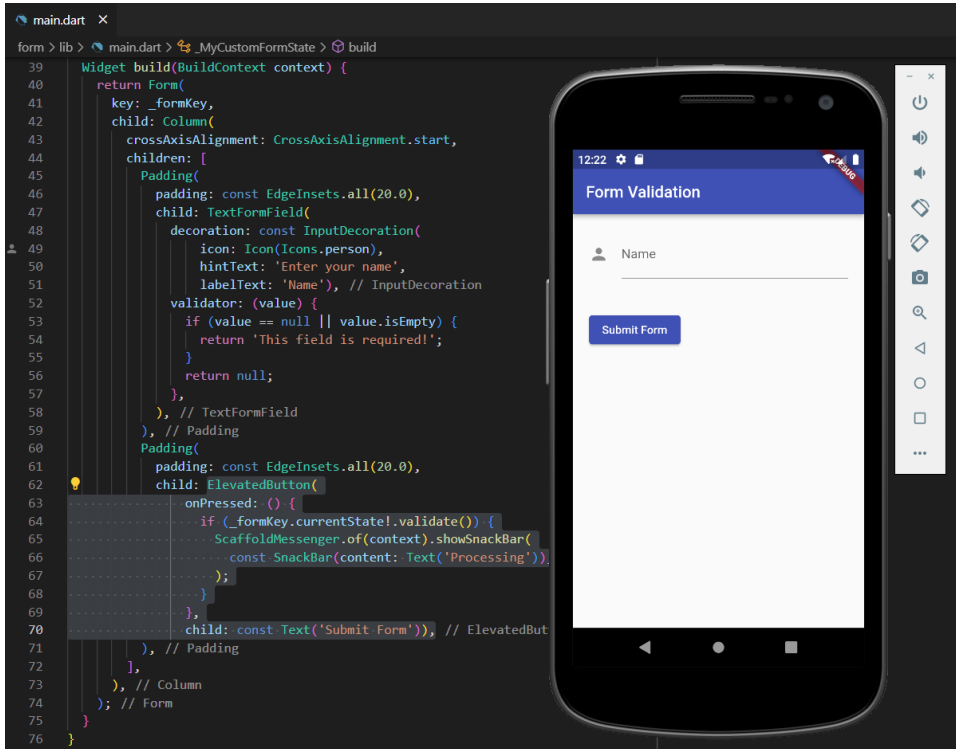 main.dart
form > lib > main.dart > _MyCustomFormState > build
39 Widget build(BuildContext context) {
40 return Form(
41 key: _formKey,
42 child: Column(
43 crossAxisAlignment: CrossAxisAlignment.start,
44 children: [
45 Padding(
46 padding: const EdgeInsets.all(20.0),
47 child: TextFormField(
48 decoration: const InputDecoration(
49 icon: Icon(Icons.person),
50 hintText: 'Enter your name',
51 labelText: 'Name'), // InputDecoration
52 validator: (value) {
53 if (value == null || value.isEmpty) {
54 return 'This field is required!';
55 }
56 return null;
57 },
58 ), // TextFormField
59 ), // Padding
60 Padding(
61 padding: const EdgeInsets.all(20.0),
62 child: ElevatedButton(
63 onPressed: () {
64 if (_formKey.currentState!.validate()) {
65 ScaffoldMessenger.of(context).showSnackBar(
66 const SnackBar(content: Text('Processing'))
67 );
68 }
69 },
70 child: const Text('Submit Form')), // ElevatedBut
71 ), // Padding
72 ],
73 ), // Column
74 ); // Form
75 }
76 }
12:22
DEBUG
Form Validation
Name
Submit Form